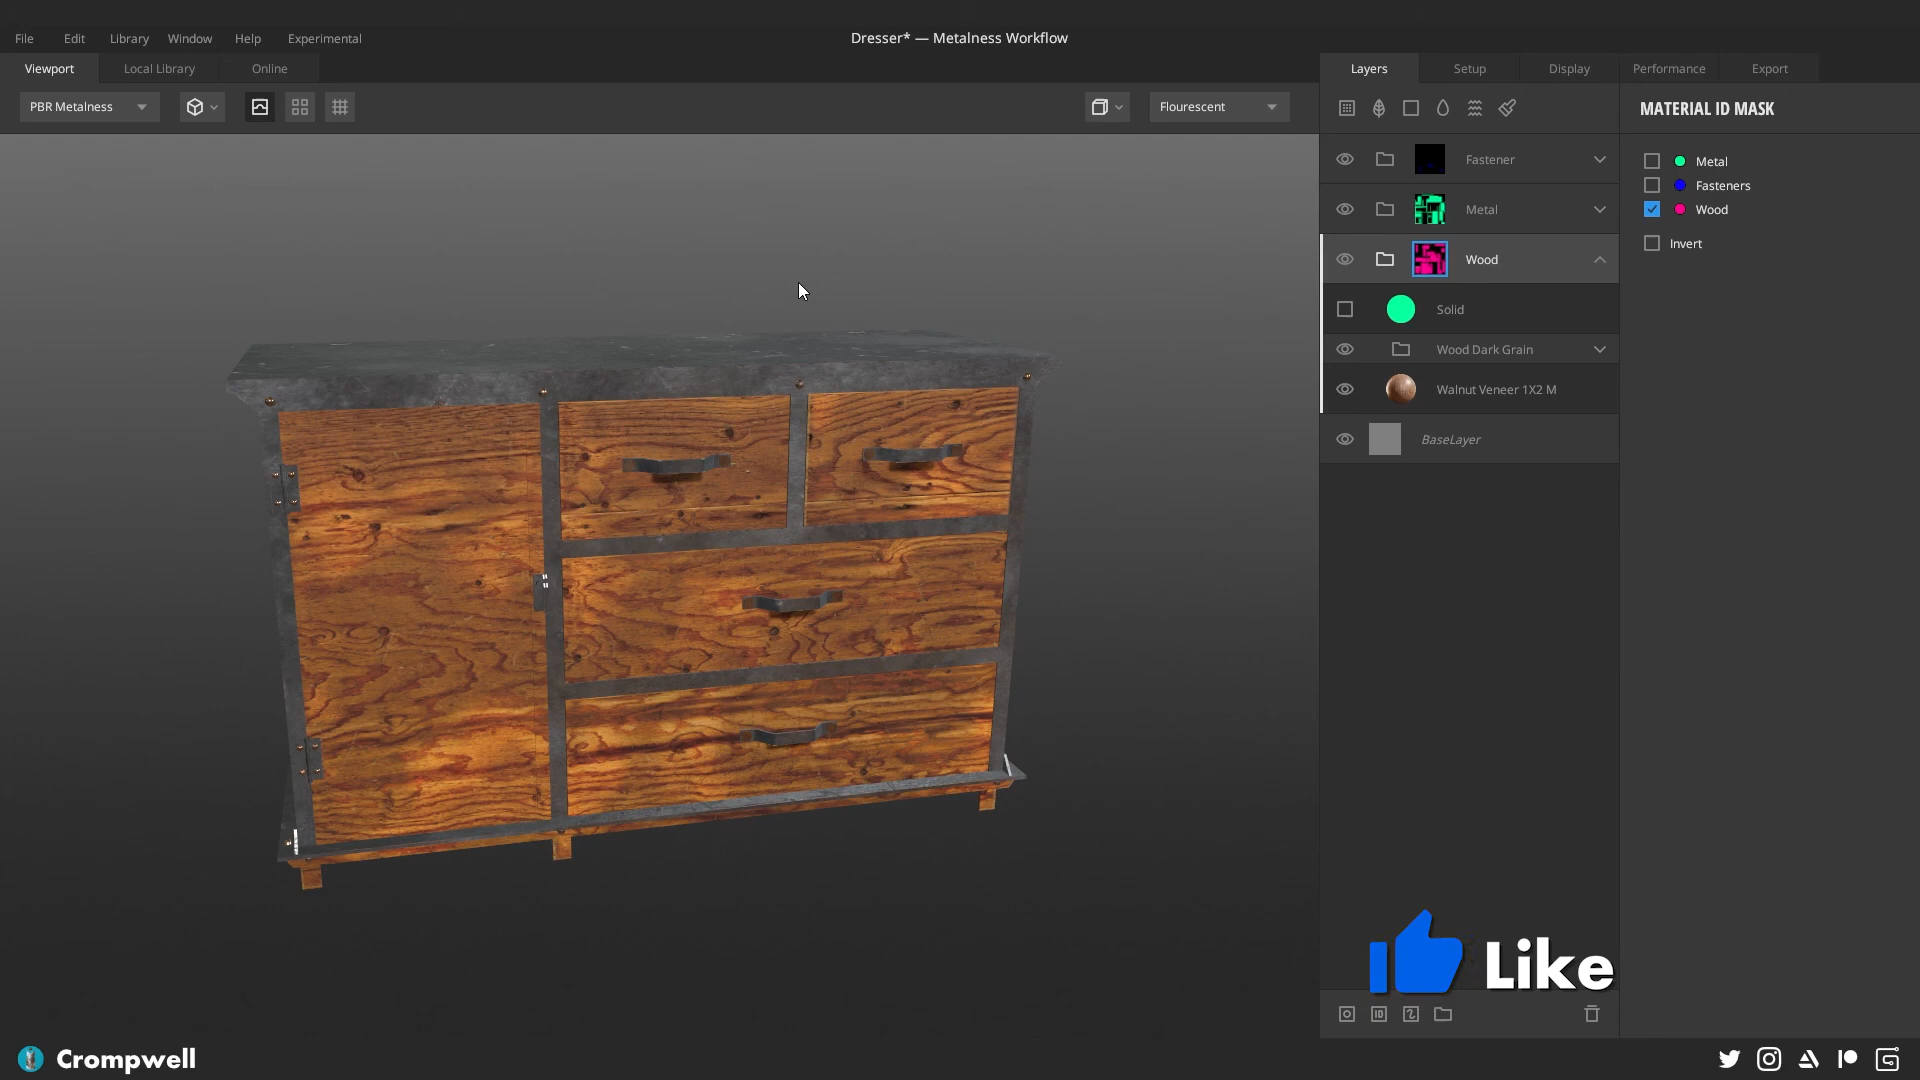 File Edit Library Window Help Experimental
Dresser* — Metalness Workflow
Viewport Local Library Online
Layers Setup Display Performance Export
PBR Metalness
Flourescent
MATERIAL ID MASK
Fastener
Metal
Wood
Solid
Wood Dark Grain
Walnut Veneer 1X2 M
BaseLayer
Metal
Fasteners
Wood
Invert
Like
ID
Crompwell